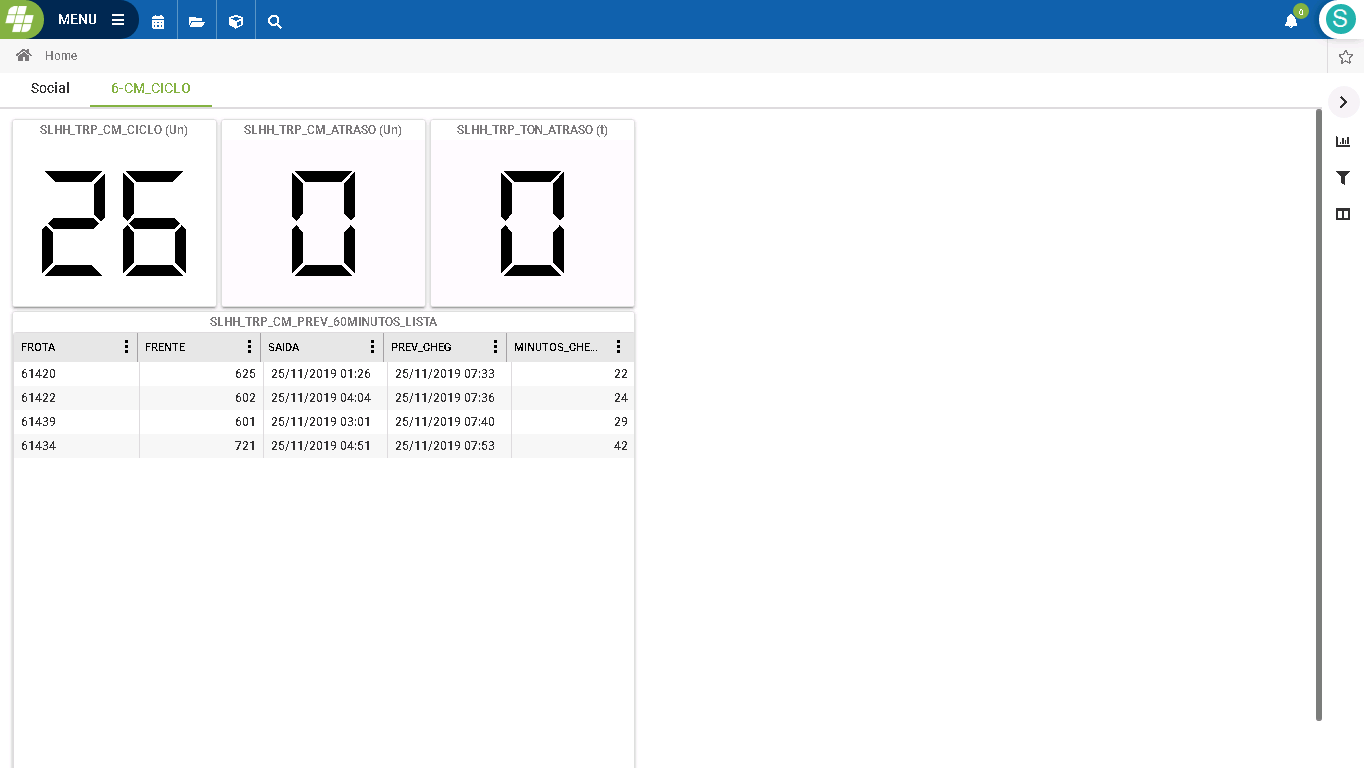 MENU
0
S
Home
Social
6-CM_CICLO
SLHH_TRP_CM_CICLO (Un)
SLHH_TRP_CM_ATRASO (Un)
SLHH_TRP_TON_ATRASO (t)
26
0
0
SLHH_TRP_CM_PREV_60MINUTOS_LISTA
FROTA FRENTE SAIDA PREV_CHEG MINUTOS_CHE...
61420 625 25/11/2019 01:26 25/11/2019 07:33 22
61422 602 25/11/2019 04:04 25/11/2019 07:36 24
61439 601 25/11/2019 03:01 25/11/2019 07:40 29
61434 721 25/11/2019 04:51 25/11/2019 07:53 42